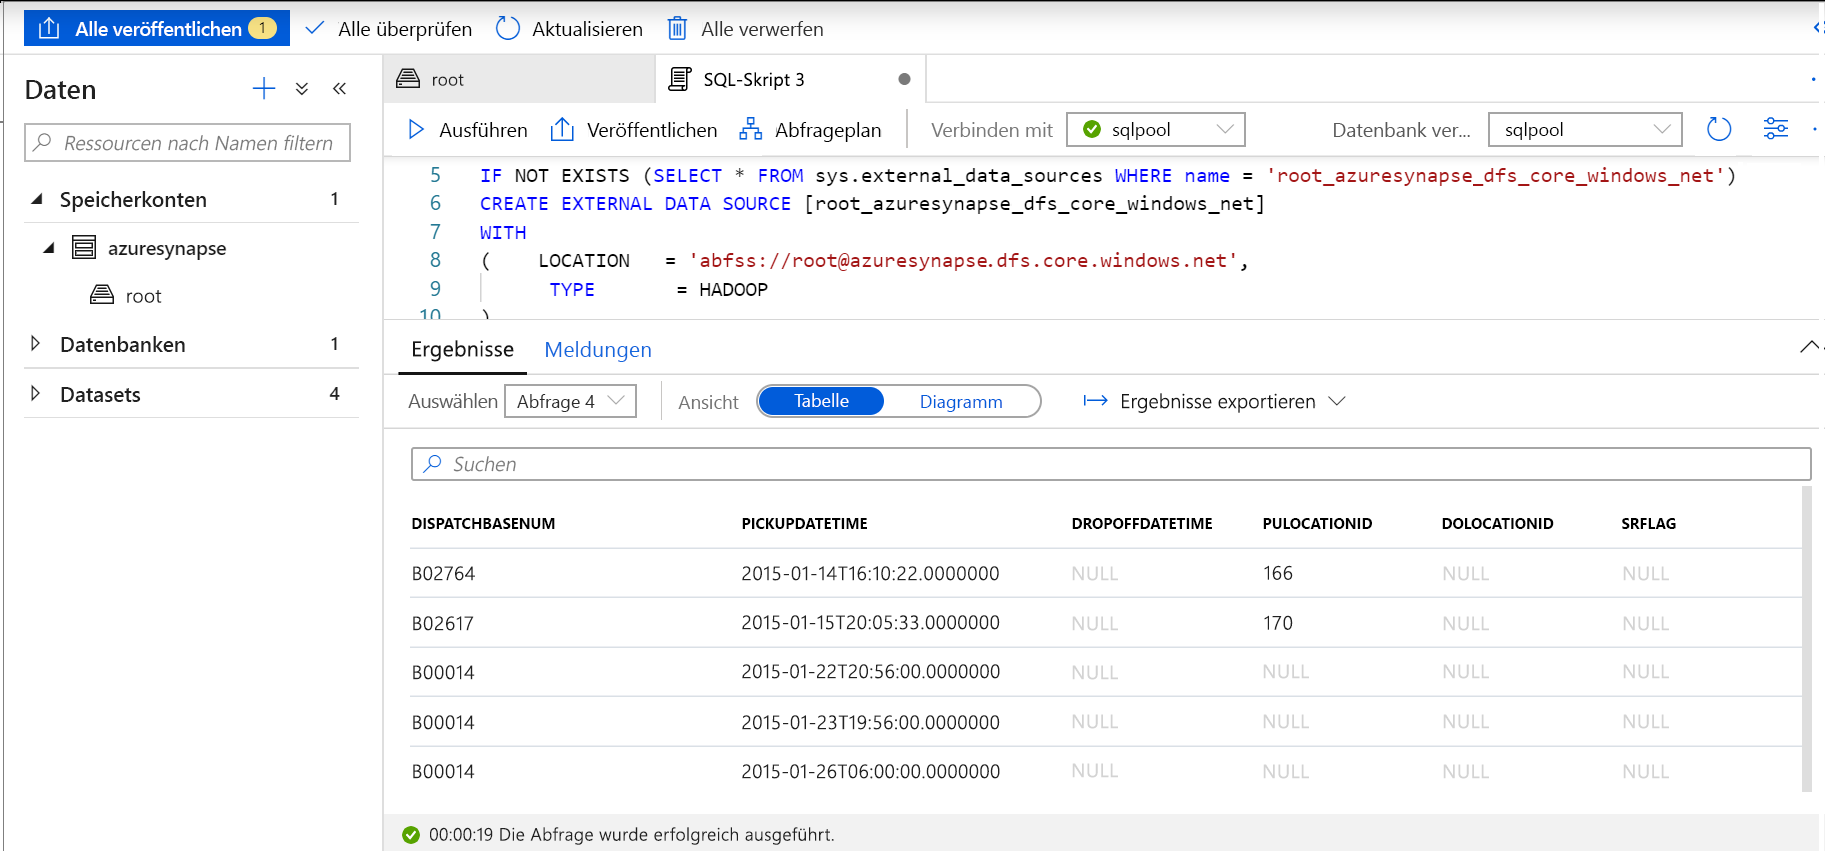 Alle veröffentlichen 1 Alle überprüfen Aktualisieren Alle verwerfen
Daten
Ressourcen nach Namen filtern
Speicherkonten 1
azuresynapse
root
Datenbanken 1
Datasets 4
root SQL-Skript 3
Ausführen Veröffentlichen Abfrageplan Verbinden mit sqlpool Datenbank ver... sqlpool
5 IF NOT EXISTS (SELECT * FROM sys.external_data_sources WHERE name = 'root_azuresynapse_dfs_core_windows_net')
6 CREATE EXTERNAL DATA SOURCE [root_azuresynapse_dfs_core_windows_net]
7 WITH
8 ( LOCATION = 'abfss://root@azuresynapse.dfs.core.windows.net',
9 TYPE = HADOOP
10 )
Ergebnisse Meldungen
Auswählen Abfrage 4 Ansicht Tabelle Diagramm Ergebnisse exportieren
Suchen
DISPATCHBASENUM PICKUPDATETIME DROPOFFDATETIME PULOCATIONID DOLOCATIONID SRFLAG
B02764 2015-01-14T16:10:22.0000000 NULL 166 NULL NULL
B02617 2015-01-15T20:05:33.0000000 NULL 170 NULL NULL
B00014 2015-01-22T20:56:00.0000000 NULL NULL NULL NULL
B00014 2015-01-23T19:56:00.0000000 NULL NULL NULL NULL
B00014 2015-01-26T06:00:00.0000000 NULL NULL NULL NULL
00:00:19 Die Abfrage wurde erfolgreich ausgeführt.